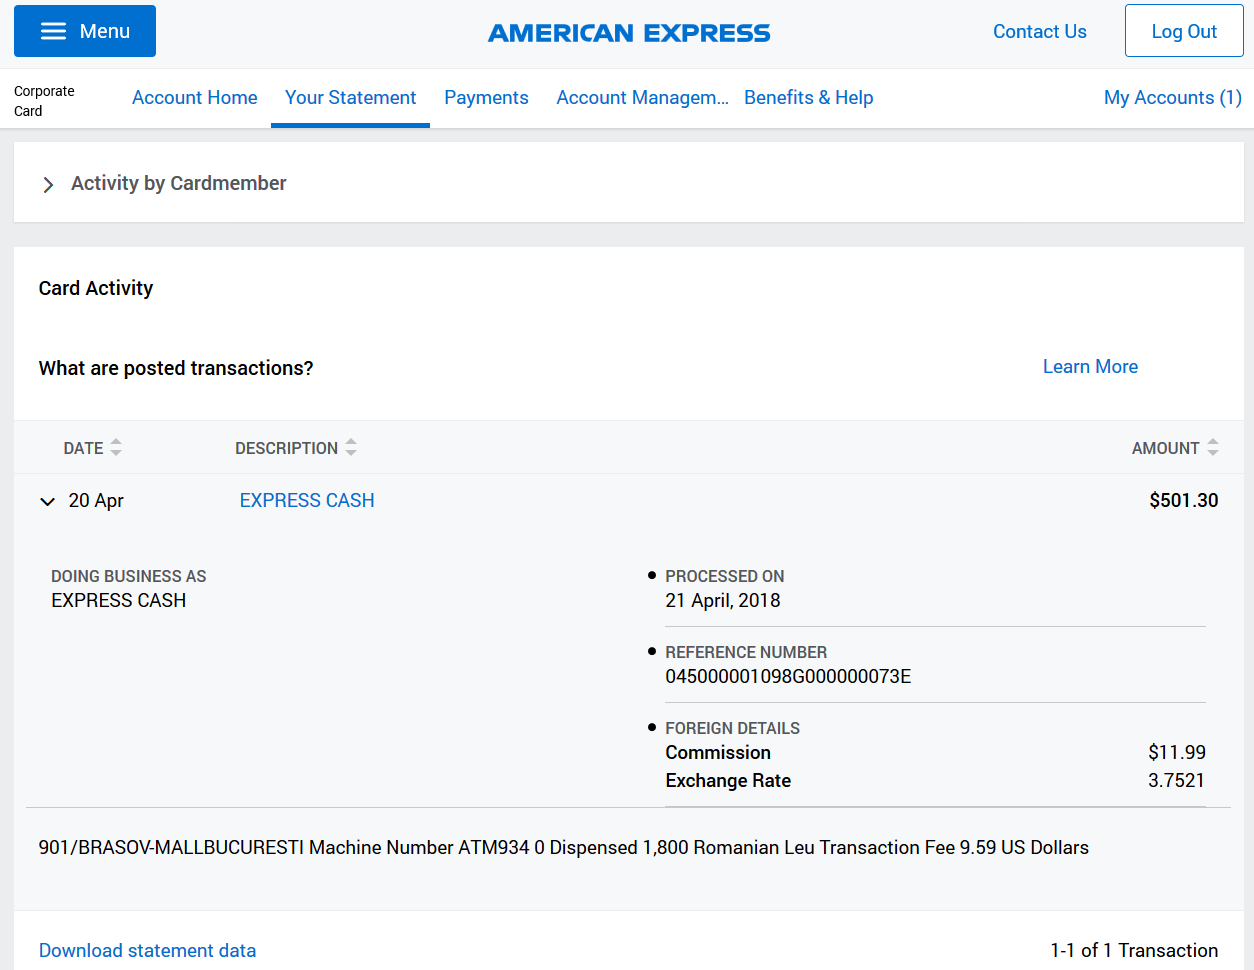 Menu
AMERICAN EXPRESS
Contact Us
Log Out
Corporate
Card
Account Home
Your Statement
Payments
Account Managem...
Benefits & Help
My Accounts (1)
Activity by Cardmember
Card Activity
What are posted transactions?
Learn More
DATE
DESCRIPTION
AMOUNT
20 Apr
EXPRESS CASH
$501.30
DOING BUSINESS AS
EXPRESS CASH
PROCESSED ON
21 April, 2018
REFERENCE NUMBER
045000001098G000000073E
FOREIGN DETAILS
Commission $11.99
Exchange Rate 3.7521
901/BRASOV-MALLBUCURESTI Machine Number ATM934 0 Dispensed 1,800 Romanian Leu Transaction Fee 9.59 US Dollars
Download statement data
1-1 of 1 Transaction